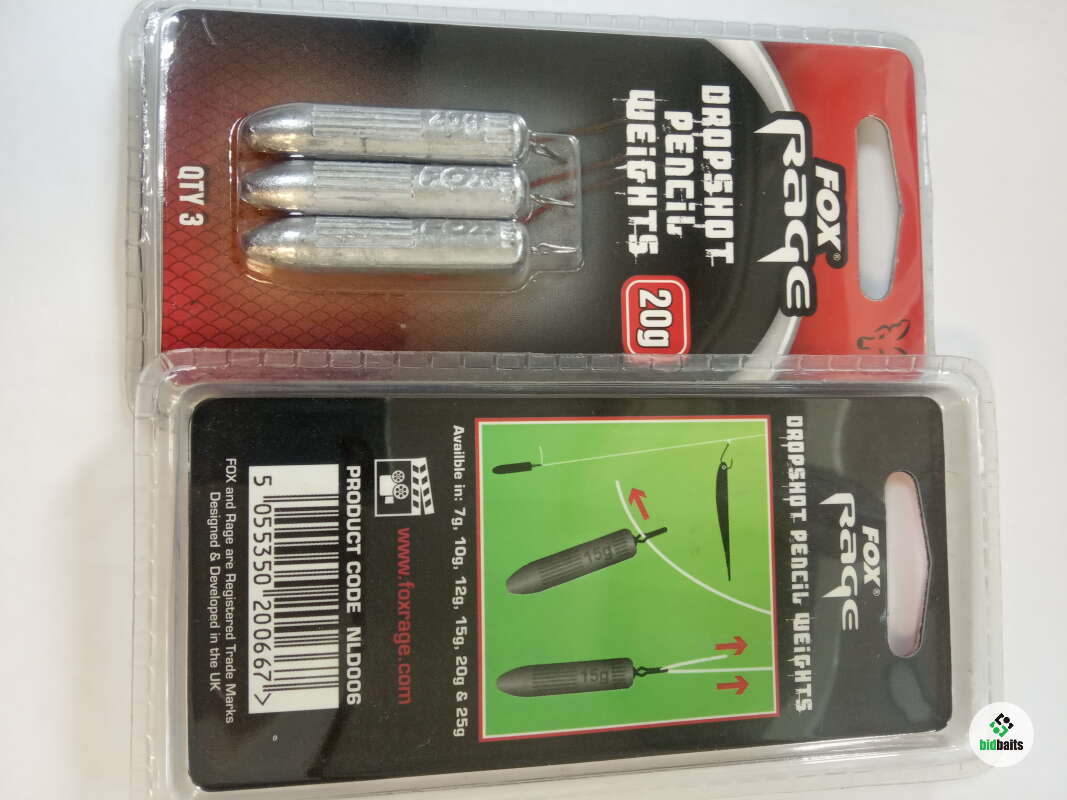 FOX®
RAGE
DROPSHOT
PENCIL
WEIGHTS
20g
QTY 3
FOX®
RAGE
DROPSHOT PENCIL WEIGHTS
15g
15g
Availble in: 7g, 10g, 12g, 15g, 20g & 25g
www.foxrage.com
PRODUCT CODE NLD006
5 055350 200667 >
FOX and Rage are Registered Trade Marks
Designed & Developed in the UK
bidbaits